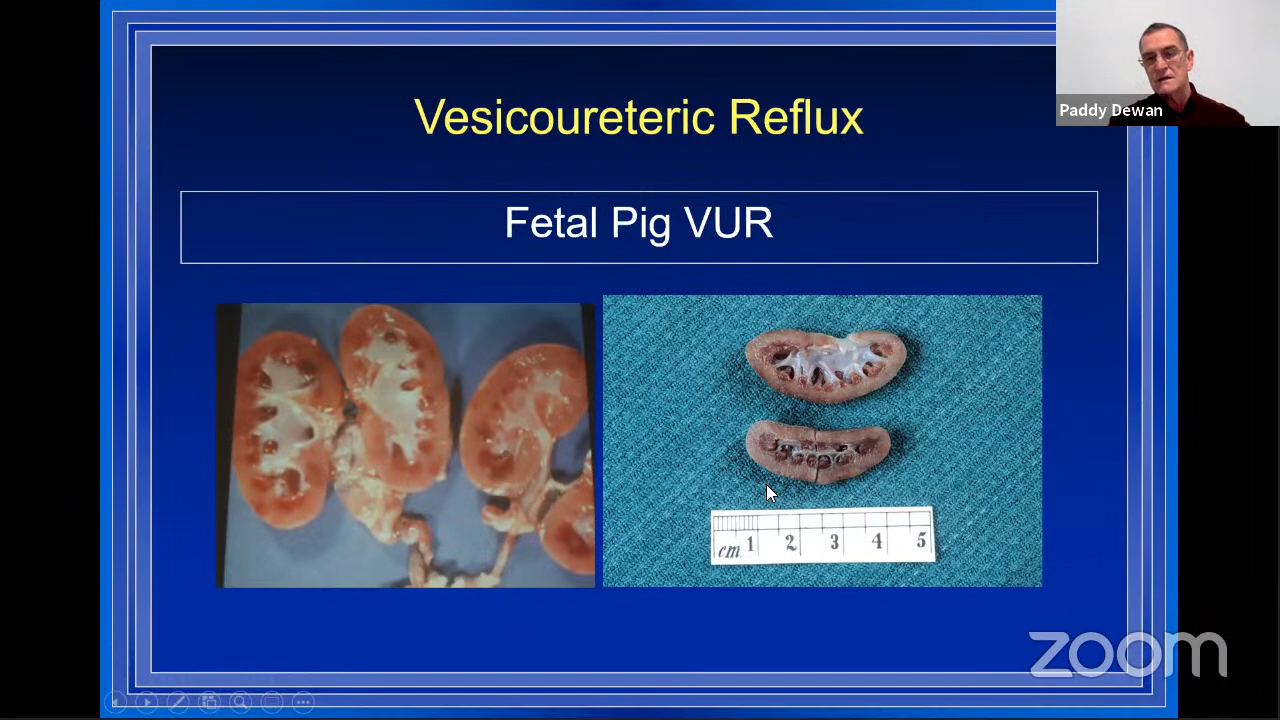 Paddy Dewan
Vesicoureteric Reflux
Fetal Pig VUR
cm 1 2 3 4 5
zoom